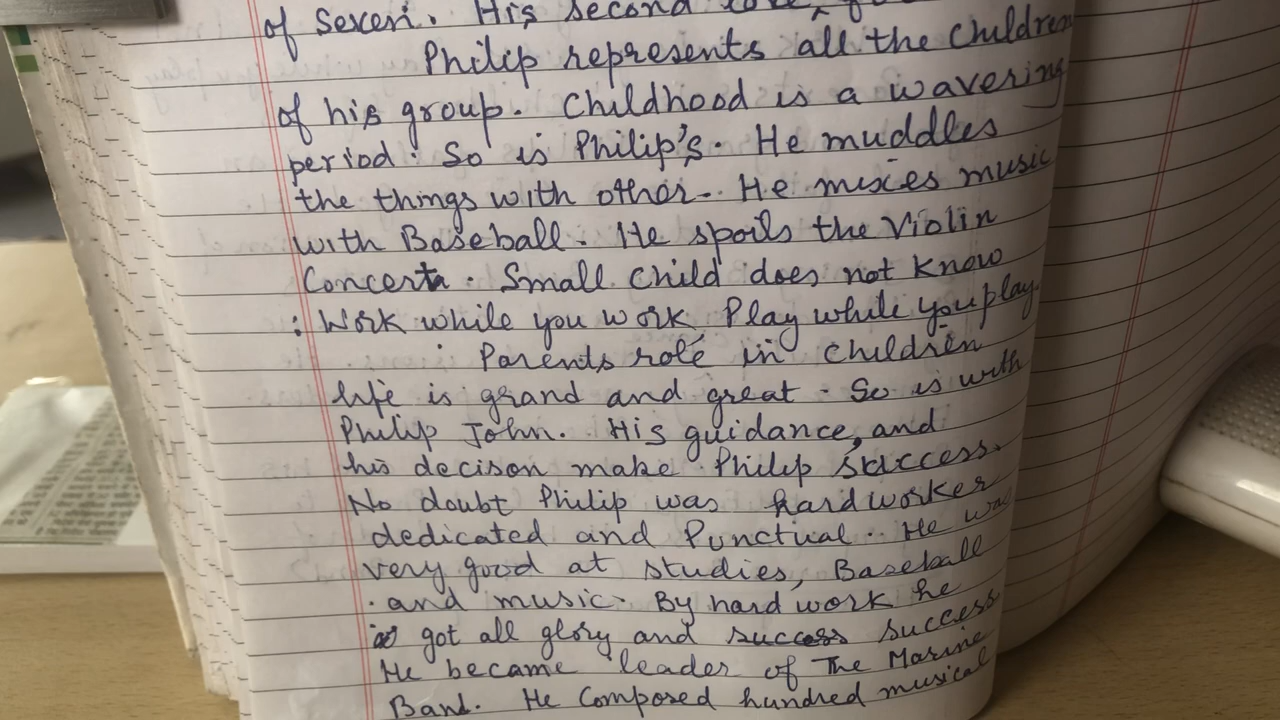 of seven. His second love,
Philip represents all the children
of his group. Childhood is a wavering
period. So is Philip's. He muddles
the things with other. He mixes music
with Baseball. He spoils the Violin
Concert. Small child does not know
: Work while you work Play while you play.
Parents role in children
life is grand and great. So is with
Philip John. His guidance, and
his decison make Philip success.
No doubt Philip was hardworker
dedicated and Punctual. He was
very good at studies, Baseball
and music. By hard work he
got all glory and success success
He became leader of The Marine
Band. He Composed hundred musical